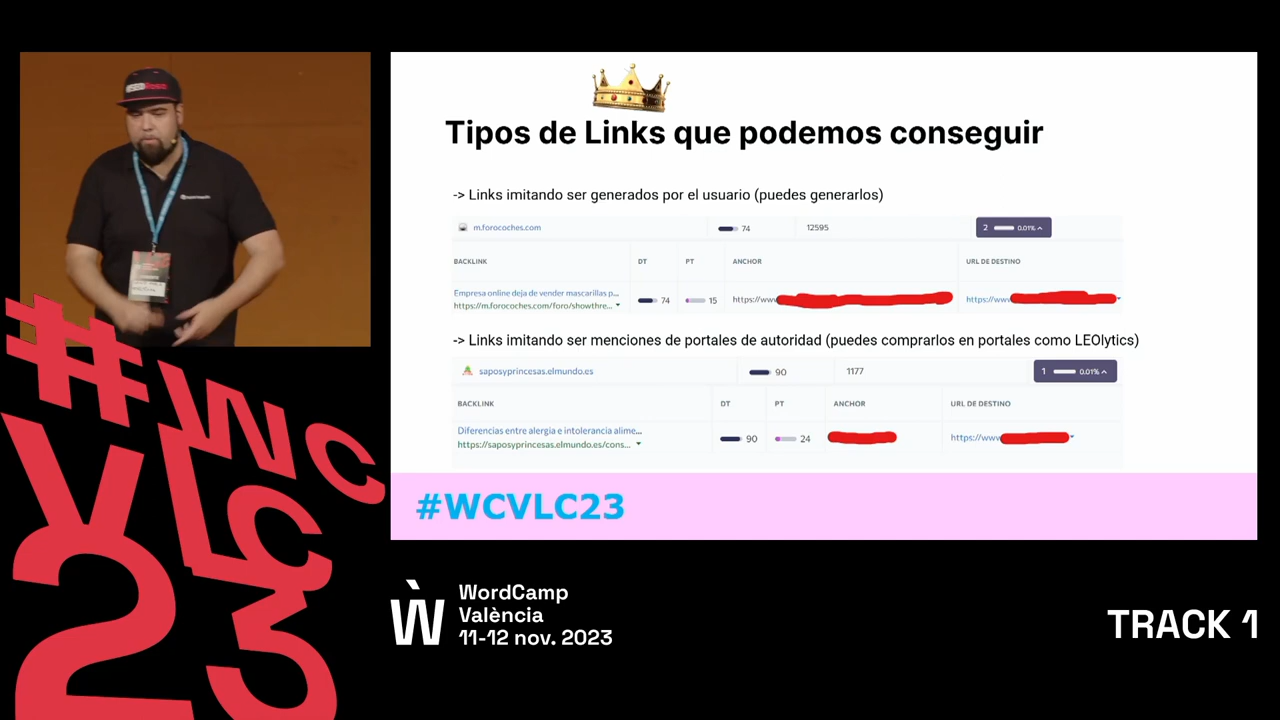 Tipos de Links que podemos conseguir
-> Links imitando ser generados por el usuario (puedes generarlos)
m.forocoches.com 74 12595 2 0.01%
BACKLINK DT PT ANCHOR URL DE DESTINO
Empresa online deja de vender mascarillas p...
https://m.forocoches.com/foro/showthre... 74 15 https://ww https://www
-> Links imitando ser menciones de portales de autoridad (puedes comprarlos en portales como LEOlytics)
saposyprincesas.elmundo.es 90 1177 1 0.01%
BACKLINK DT PT ANCHOR URL DE DESTINO
Diferencias entre alergia e intolerancia alime...
https://saposyprincesas.elmundo.es/cons... 90 24 https://www
#WCVLC23
#WC
VLC
23
WordCamp
València
11-12 nov. 2023
TRACK 1